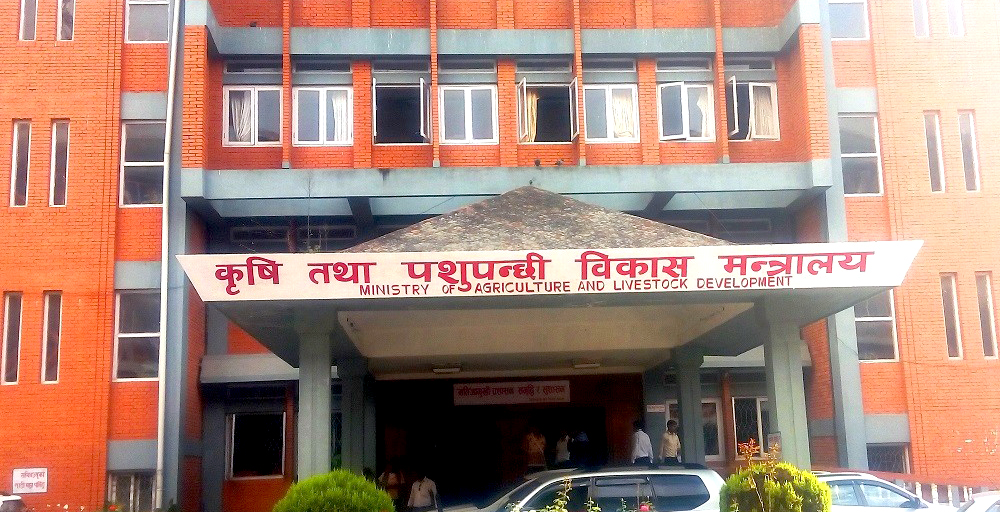 कृषि तथा पशुपन्छी विकास मन्त्रालय
MINISTRY OF AGRICULTURE AND LIVESTOCK DEVELOPMENT